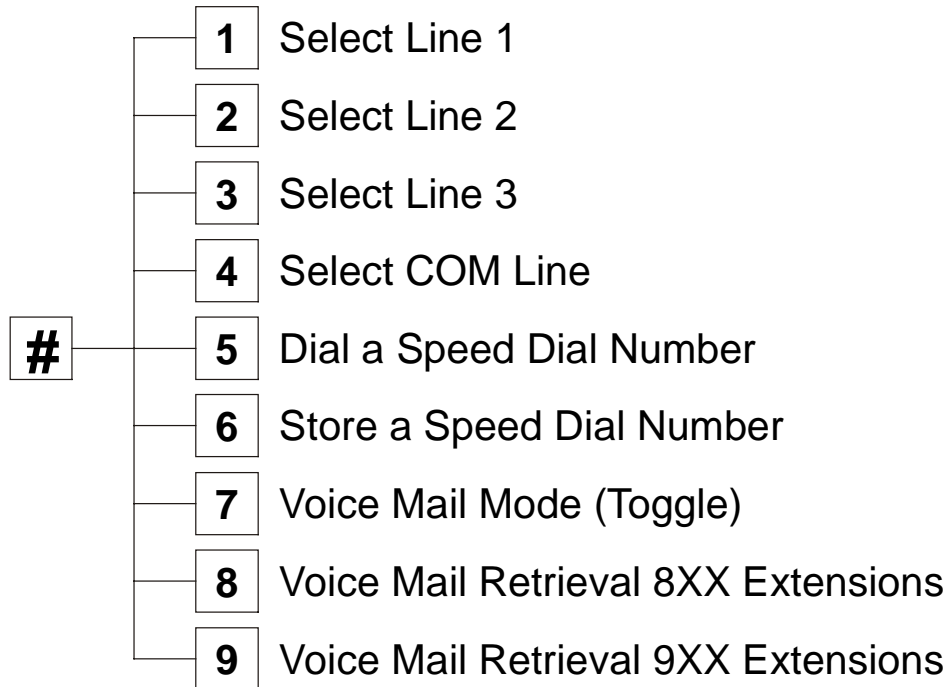 1 Select Line 1
2 Select Line 2
3 Select Line 3
4 Select COM Line
# 5 Dial a Speed Dial Number
6 Store a Speed Dial Number
7 Voice Mail Mode (Toggle)
8 Voice Mail Retrieval 8XX Extensions
9 Voice Mail Retrieval 9XX Extensions